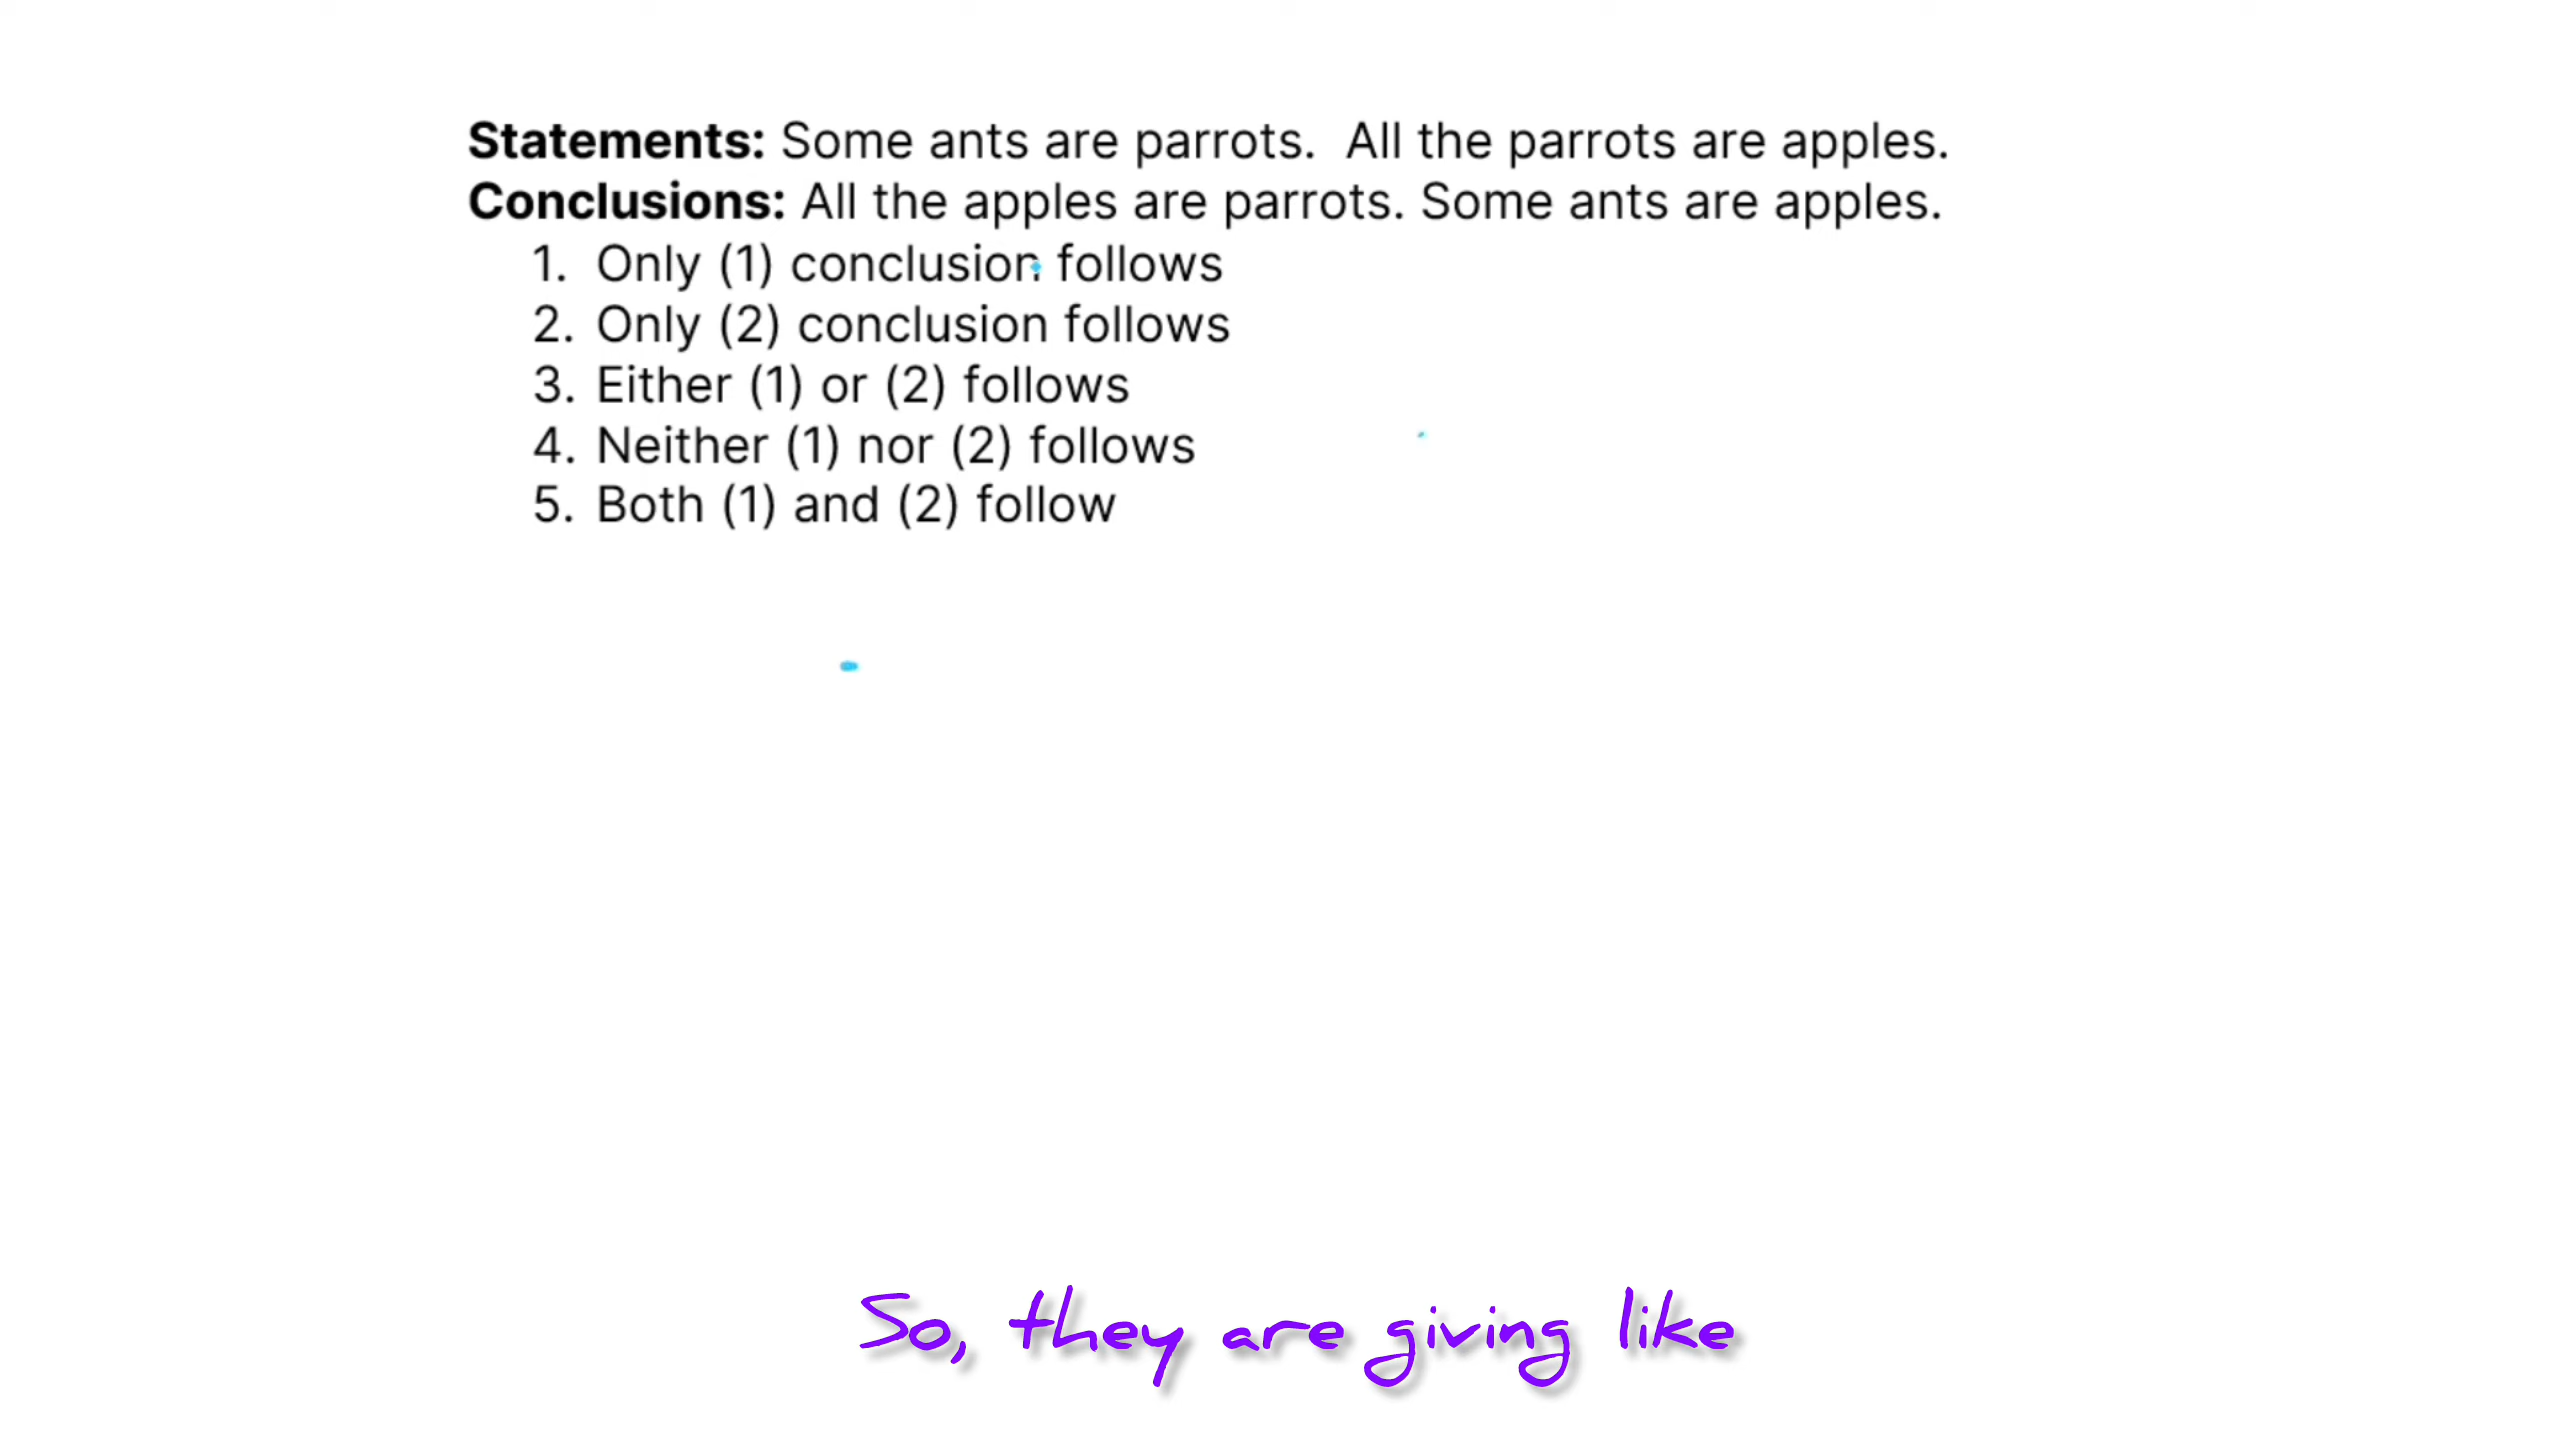 Statements: Some ants are parrots. All the parrots are apples.
Conclusions: All the apples are parrots. Some ants are apples.
1. Only (1) conclusion follows
2. Only (2) conclusion follows
3. Either (1) or (2) follows
4. Neither (1) nor (2) follows
5. Both (1) and (2) follow
So, they are giving like